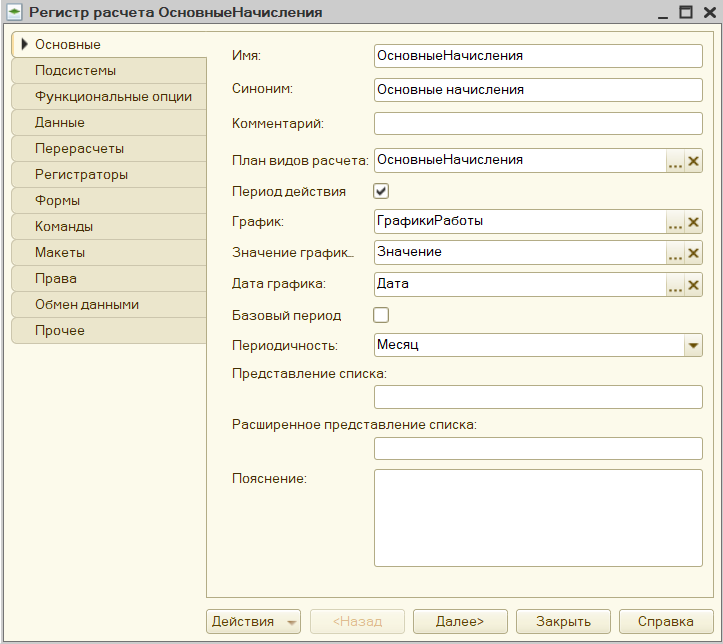 Регистр расчета ОсновныеНачисления
Основные
Подсистемы
Функциональные опции
Данные
Перерасчеты
Регистраторы
Формы
Команды
Макеты
Права
Обмен данными
Прочее
Имя: ОсновныеНачисления
Синоним: Основные начисления
Комментарий:
План видов расчета: ОсновныеНачисления ...
Период действия
График: ГрафикиРаботы ...
Значение график... Значение ...
Дата графика: Дата ...
Базовый период
Периодичность: Месяц
Представление списка:
Расширенное представление списка:
Пояснение:
Действия <Назад Далее> Закрыть Справка